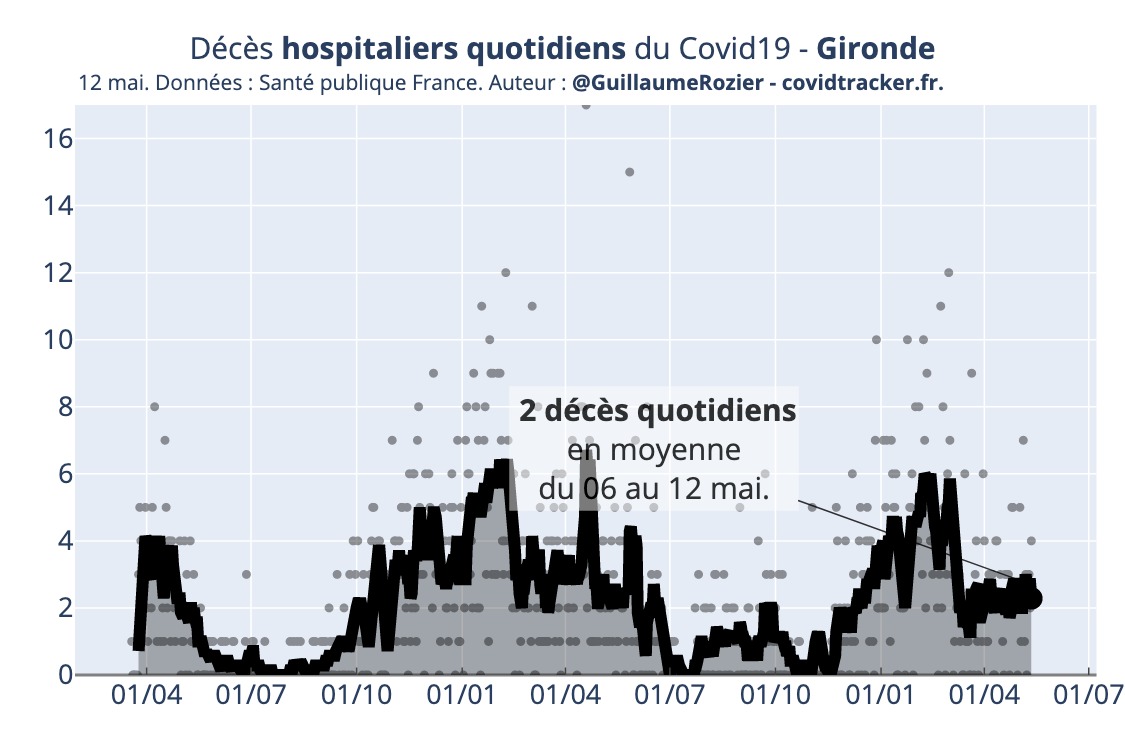 Décès hospitaliers quotidiens du Covid19 - Gironde
12 mai. Données : Santé publique France. Auteur : @GuillaumeRozier - covidtracker.fr.
16
14
12
10
8
6
4
2
0
2 décès quotidiens
en moyenne
du 06 au 12 mai.
01/04 01/07 01/10 01/01 01/04 01/07 01/10 01/01 01/04 01/07